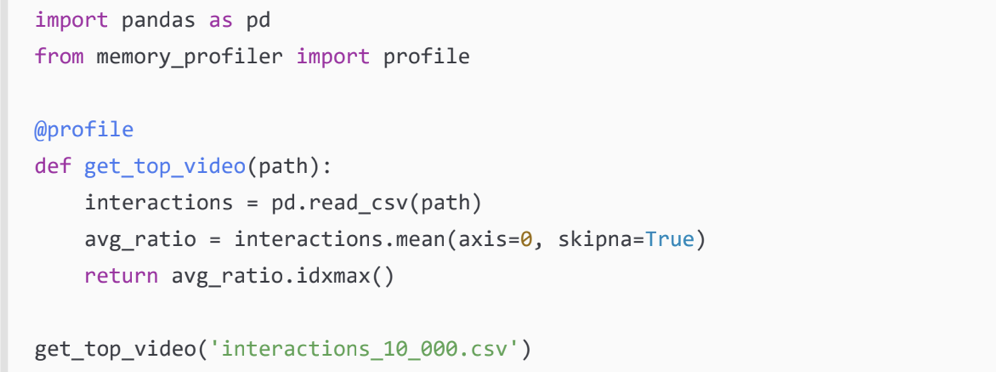 import pandas as pd
from memory_profiler import profile

@profile
def get_top_video(path):
    interactions = pd.read_csv(path)
    avg_ratio = interactions.mean(axis=0, skipna=True)
    return avg_ratio.idxmax()

get_top_video('interactions_10_000.csv')